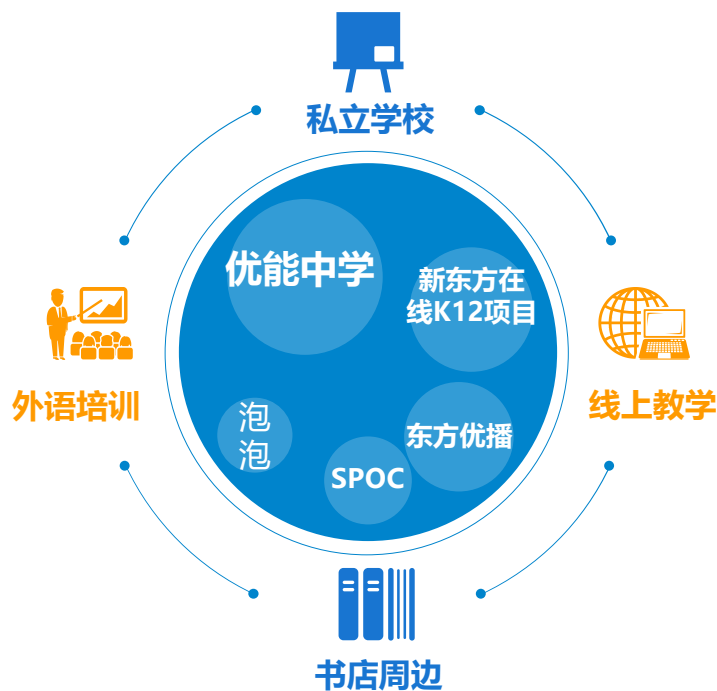 私立学校
优能中学
新东方在
线K12项目
外语培训
线上教学
泡
泡
东方优播
SPOC
书店周边